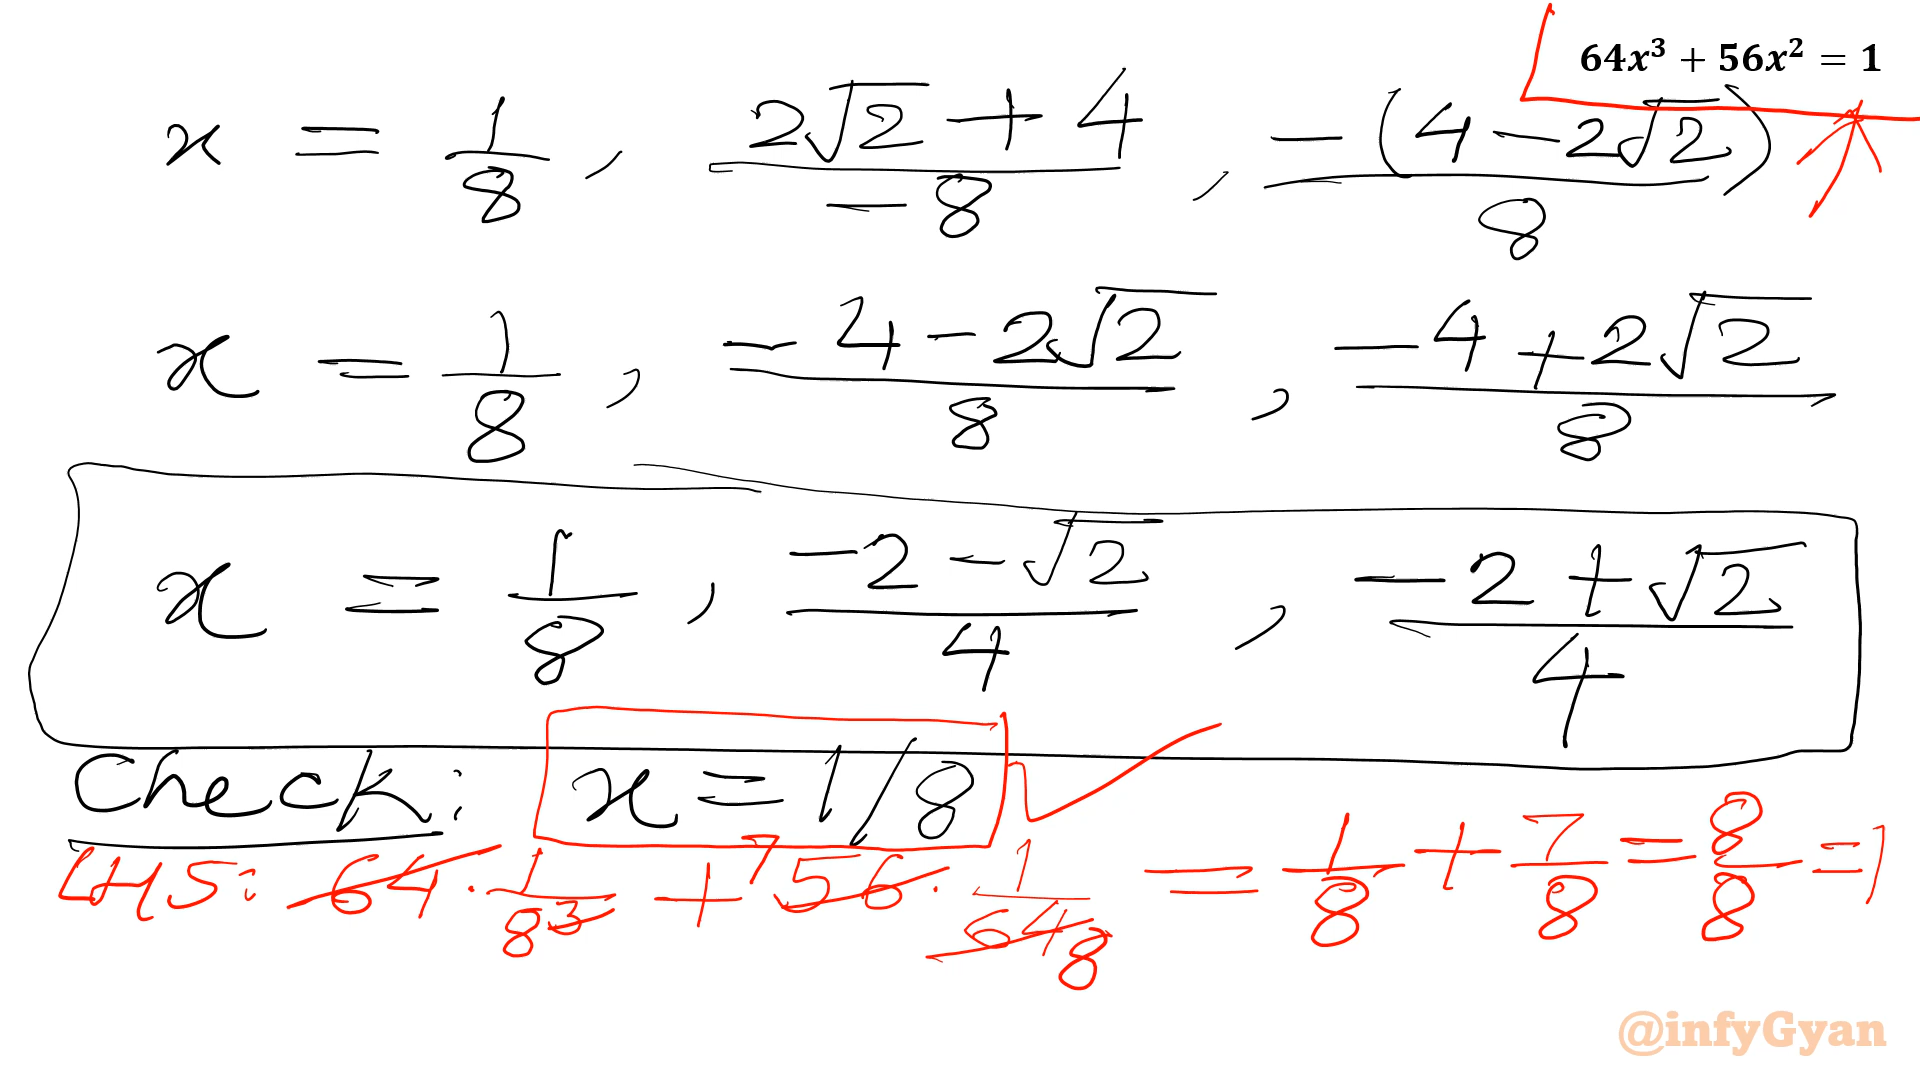 64x³ + 56x² = 1
x = 1/8 , (2√2 + 4)/(-8) , -(4 - 2√2)/8
x = 1/8 , (-4 - 2√2)/8 , (-4 + 2√2)/8
x = 1/8 , (-2 - √2)/4 , (-2 + √2)/4
Check: x = 1/8
LHS: 64 · 1/8³ + 7 56 · 1/64 8 = 1/8 + 7/8 = 8/8 = 1
@infyGyan